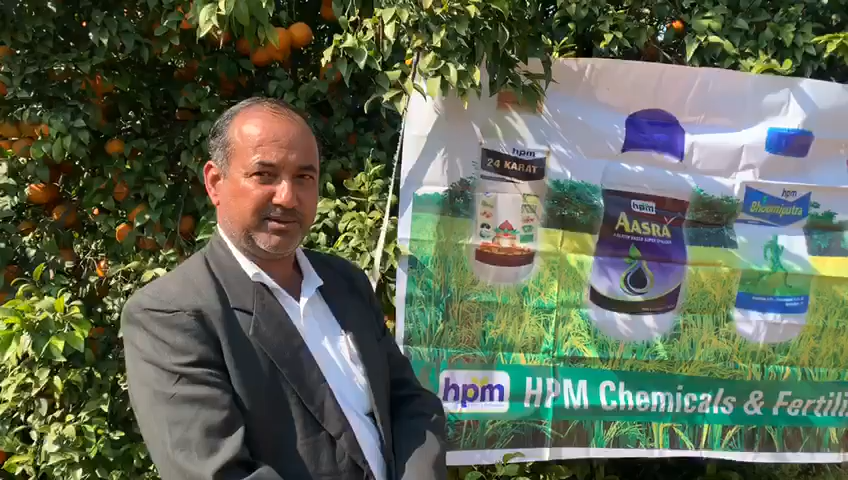 hpm
24 KARAT
hpm
AASRA
hpm
Bhoomiputra
hpm
HPM Chemicals & Fertili